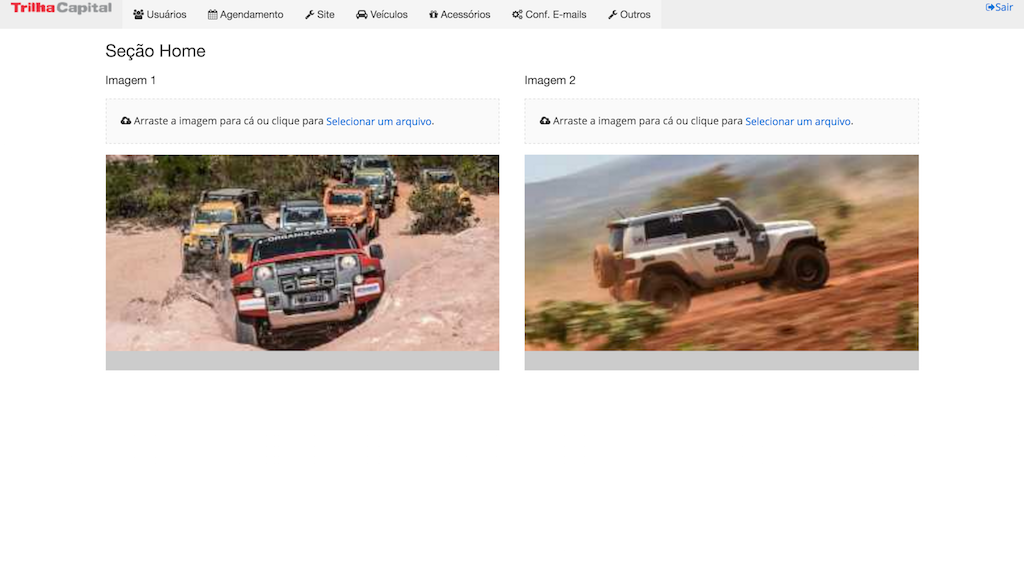 TrilhaCapital Usuários Agendamento Site Veículos Acessórios Conf. E-mails Outros Sair
Seção Home
Imagem 1
Arraste a imagem para cá ou clique para Selecionar um arquivo.
ORGANIZAÇÃO
Imagem 2
Arraste a imagem para cá ou clique para Selecionar um arquivo.